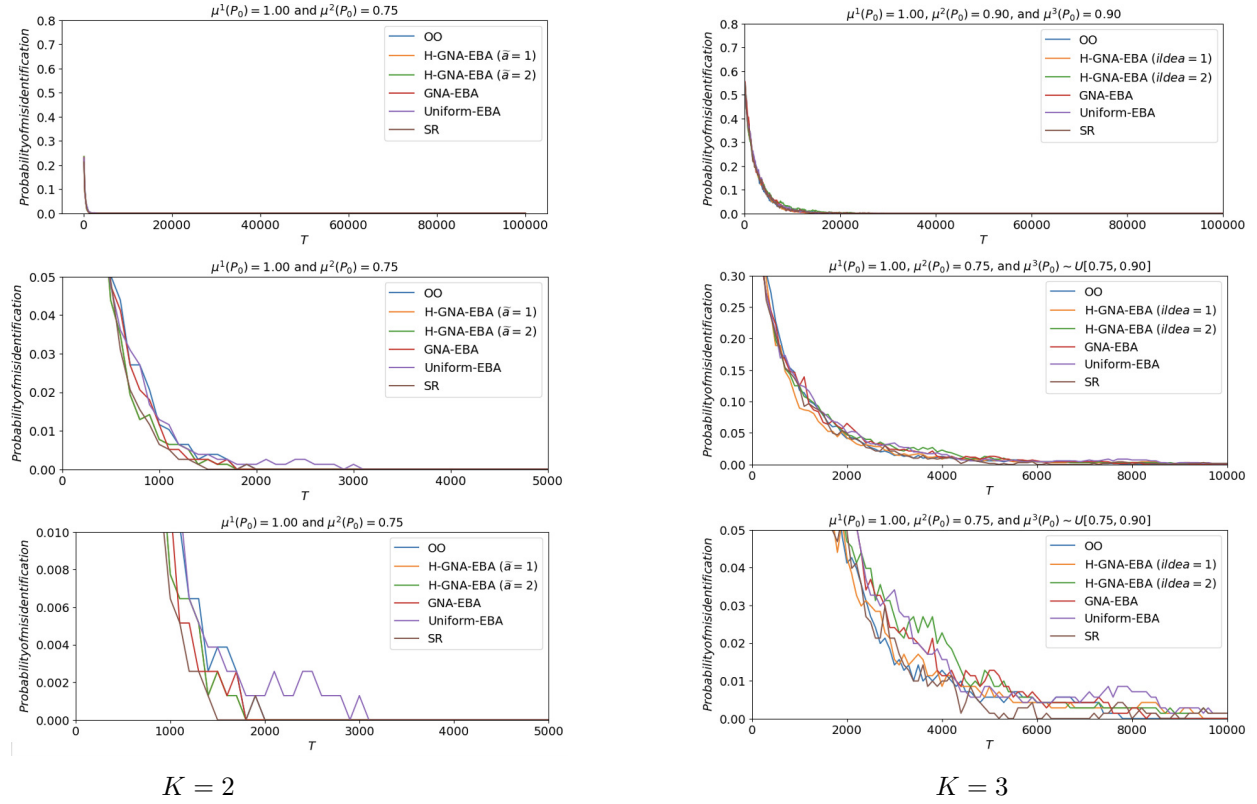 μ¹(P₀) = 1.00 and μ²(P₀) = 0.75
Probabilityofmisidentification
0.8
0.7
0.6
0.5
0.4
0.3
0.2
0.1
0.0
OO
H-GNA-EBA (ã = 1)
H-GNA-EBA (ã = 2)
GNA-EBA
Uniform-EBA
SR
0 20000 40000 60000 80000 100000
T
μ¹(P₀) = 1.00, μ²(P₀) = 0.90, and μ³(P₀) = 0.90
Probabilityofmisidentification
0.8
0.7
0.6
0.5
0.4
0.3
0.2
0.1
0.0
OO
H-GNA-EBA (ildea = 1)
H-GNA-EBA (ildea = 2)
GNA-EBA
Uniform-EBA
SR
0 20000 40000 60000 80000 100000
T
μ¹(P₀) = 1.00 and μ²(P₀) = 0.75
Probabilityofmisidentification
0.05
0.04
0.03
0.02
0.01
0.00
OO
H-GNA-EBA (ã = 1)
H-GNA-EBA (ã = 2)
GNA-EBA
Uniform-EBA
SR
0 1000 2000 3000 4000 5000
T
μ¹(P₀) = 1.00, μ²(P₀) = 0.75, and μ³(P₀) ~ U[0.75, 0.90]
Probabilityofmisidentification
0.30
0.25
0.20
0.15
0.10
0.05
0.00
OO
H-GNA-EBA (ildea = 1)
H-GNA-EBA (ildea = 2)
GNA-EBA
Uniform-EBA
SR
0 2000 4000 6000 8000 10000
T
μ¹(P₀) = 1.00 and μ²(P₀) = 0.75
Probabilityofmisidentification
0.010
0.008
0.006
0.004
0.002
0.000
OO
H-GNA-EBA (ã = 1)
H-GNA-EBA (ã = 2)
GNA-EBA
Uniform-EBA
SR
0 1000 2000 3000 4000 5000
T
μ¹(P₀) = 1.00, μ²(P₀) = 0.75, and μ³(P₀) ~ U[0.75, 0.90]
Probabilityofmisidentification
0.05
0.04
0.03
0.02
0.01
0.00
OO
H-GNA-EBA (ildea = 1)
H-GNA-EBA (ildea = 2)
GNA-EBA
Uniform-EBA
SR
0 2000 4000 6000 8000 10000
T
K = 2
K = 3